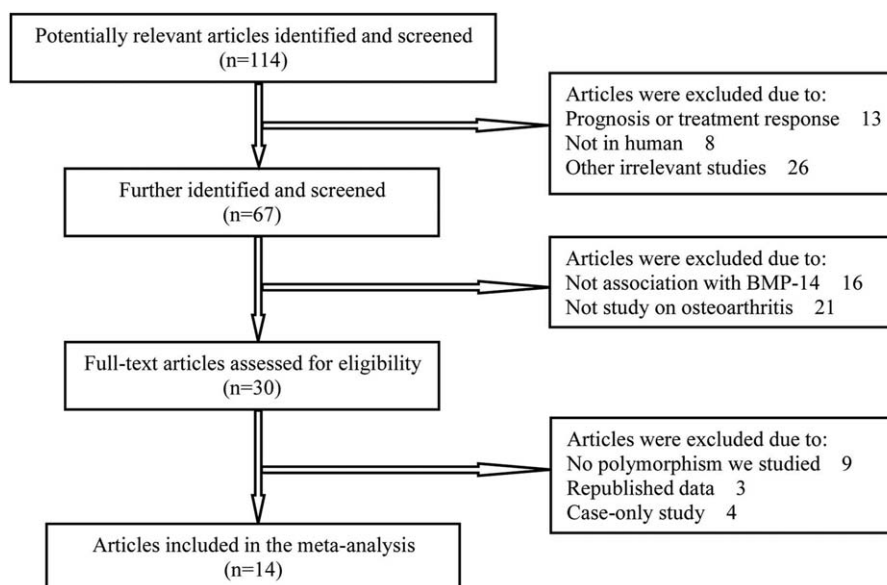 Potentially relevant articles identified and screened
(n=114)
Articles were excluded due to:
Prognosis or treatment response 13
Not in human 8
Other irrelevant studies 26
Further identified and screened
(n=67)
Articles were excluded due to:
Not association with BMP-14 16
Not study on osteoarthritis 21
Full-text articles assessed for eligibility
(n=30)
Articles were excluded due to:
No polymorphism we studied 9
Republished data 3
Case-only study 4
Articles included in the meta-analysis
(n=14)